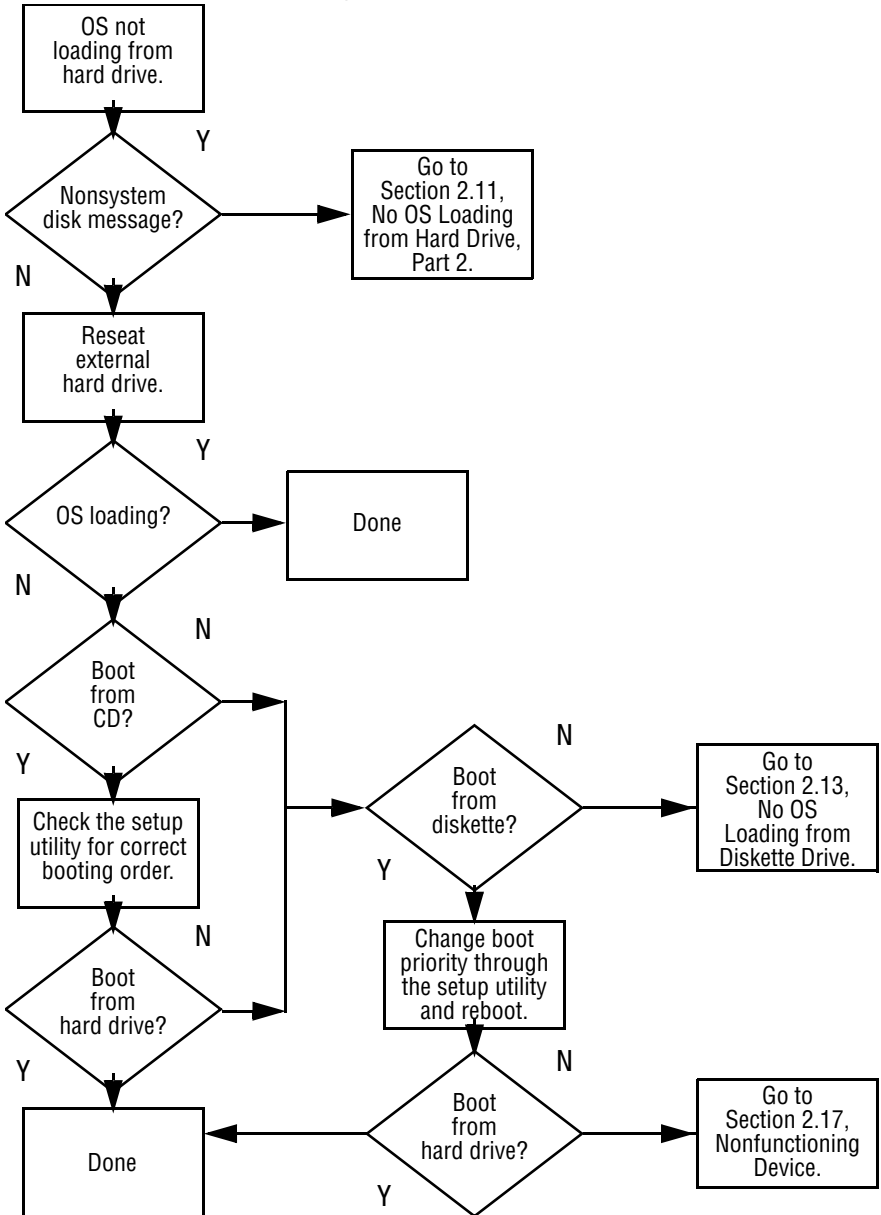 OS not
loading from
hard drive.
Y
Nonsystem
disk message?
Go to
Section 2.11,
No OS Loading
from Hard Drive,
Part 2.
N
Reseat
external
hard drive.
Y
OS loading?
Done
N
N
Boot
from
CD?
Y
Check the setup
utility for correct
booting order.
N
Boot
from
hard drive?
Y
Done
N
Boot
from
diskette?
Go to
Section 2.13,
No OS
Loading from
Diskette Drive.
Y
Change boot
priority through
the setup utility
and reboot.
N
Boot
from
hard drive?
Go to
Section 2.17,
Nonfunctioning
Device.
Y